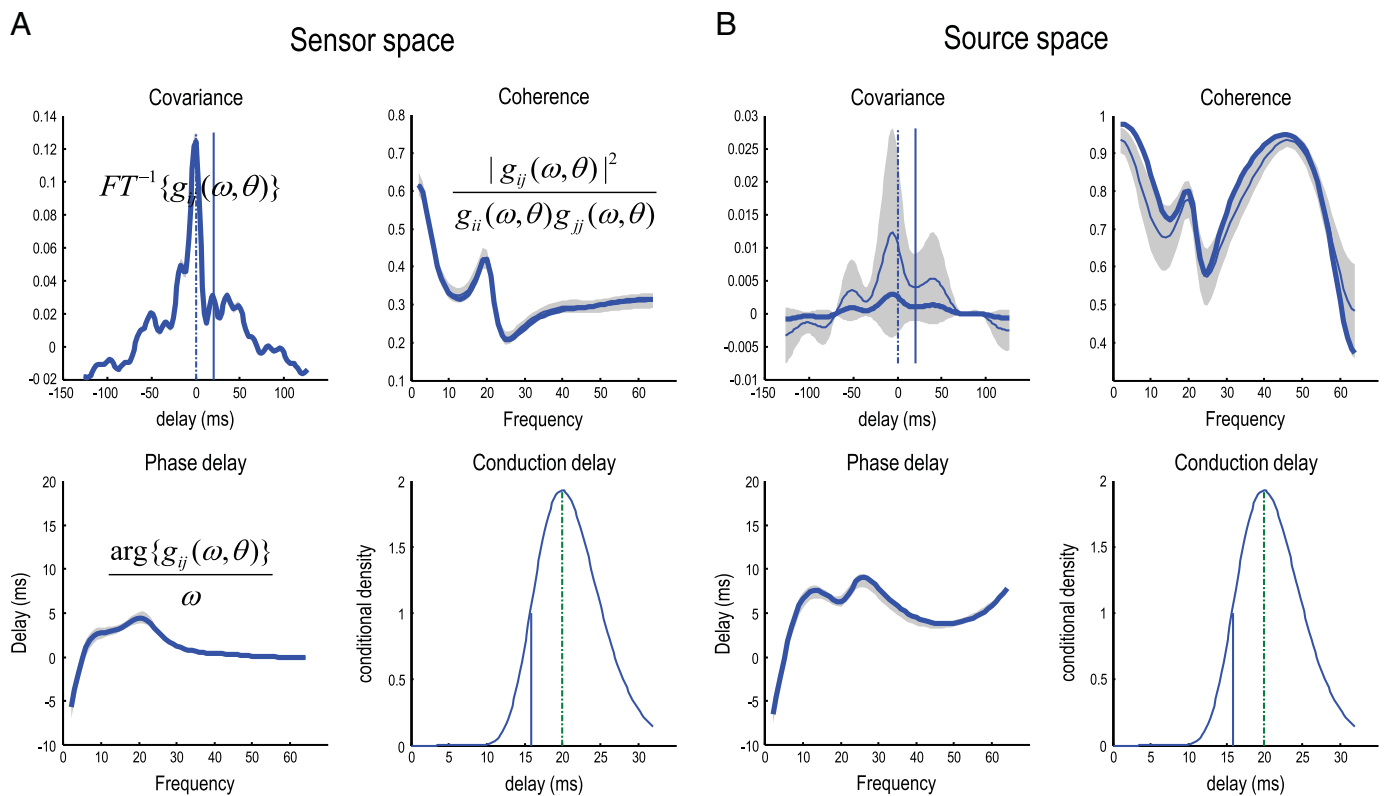 A
Sensor space
Covariance
0.14
0.12
0.10
0.08
0.06
0.04
0.02
0
-0 02
-150 -100 -50 0 50 100
delay (ms)
FT⁻¹{g_ij(ω,θ)}
Coherence
0.8
0.7
0.6
0.5
0.4
0.3
0.2
0.1
0 10 20 30 40 50 60
Frequency
| g_ij(ω,θ) |²
g_ii(ω,θ)g_jj(ω,θ)
Phase delay
20
15
10
5
0
-5
-10
Delay (ms)
0 10 20 30 40 50 60
Frequency
arg{g_ij(ω,θ)}
ω
Conduction delay
2
1.5
1
0.5
0
conditional density
0 5 10 15 20 25 30
delay (ms)
B
Source space
Covariance
0.03
0.025
0.02
0.015
0.01
0.005
0
-0.005
-0.01
-150 -100 -50 0 50 100
delay (ms)
Coherence
1
0.9
0.8
0.7
0.6
0.5
0.4
0 10 20 30 40 50 60
Frequency
Phase delay
20
15
10
5
0
-5
-10
Delay (ms)
0 10 20 30 40 50 60
Frequency
Conduction delay
2
1.5
1
0.5
0
conditional density
0 5 10 15 20 25 30
delay (ms)